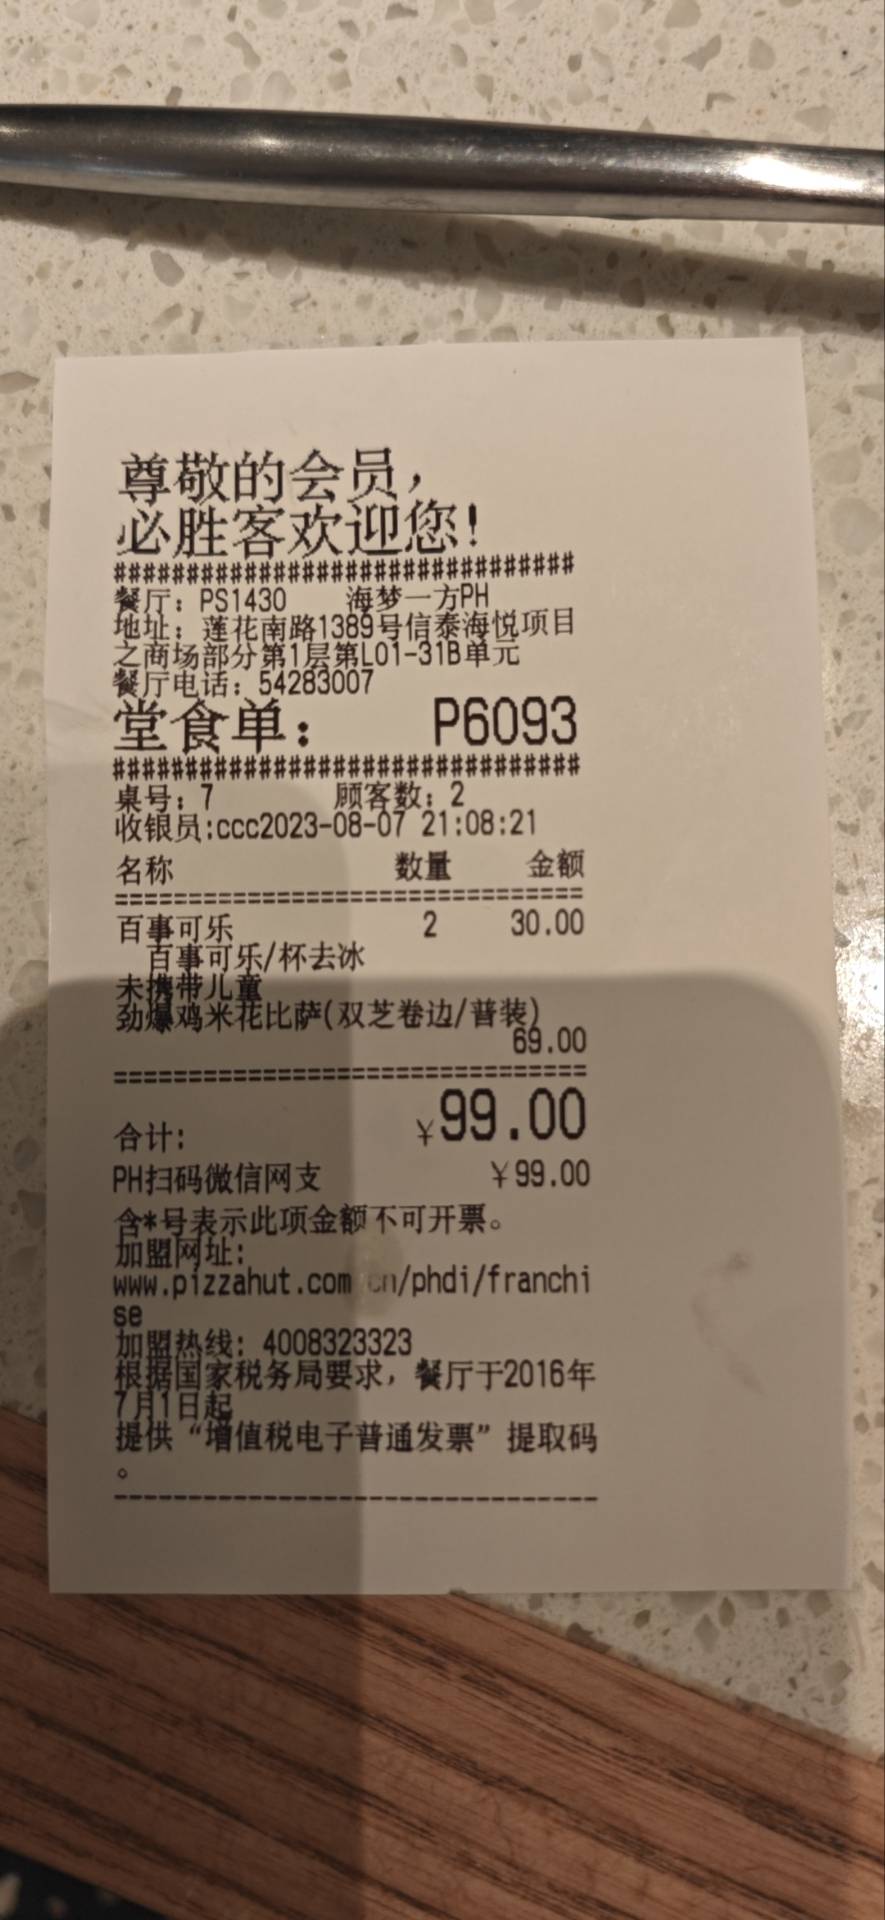 尊敬的会员，
必胜客欢迎您!
################################
餐厅: PS1430 海梦一方PH
地址: 莲花南路1389号信泰海悦项目
之商场部分第1层第L01-31B单元
餐厅电话: 54283007
堂食单: P6093
################################
桌号: 7 顾客数: 2
收银员:ccc2023-08-07 21:08:21
名称 数量 金额
================================
百事可乐 2 30.00
百事可乐/杯去冰
未携带儿童
劲爆鸡米花比萨(双芝卷边/普装)
69.00
================================
合计: ¥99.00
PH扫码微信网支 ¥99.00
含*号表示此项金额不可开票。
加盟网址:
www.pizzahut.com cn/phdi/franchi
se
加盟热线: 4008323323
根据国家税务局要求，餐厅于2016年
7月1日起
提供“增值税电子普通发票”提取码
。
--------------------------------